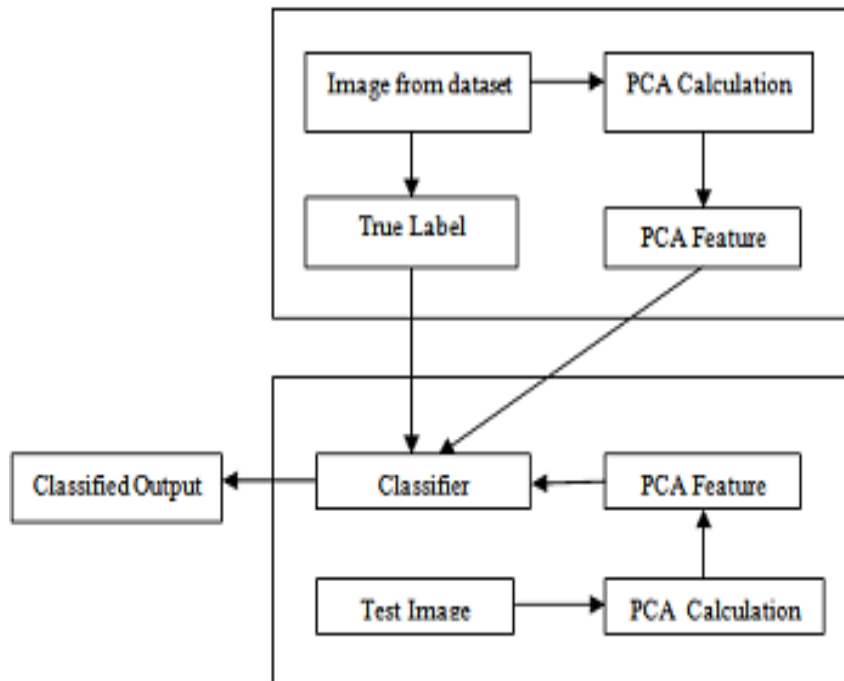 Image from dataset
PCA Calculation
True Label
PCA Feature
Classified Output
Classifier
PCA Feature
Test Image
PCA Calculation